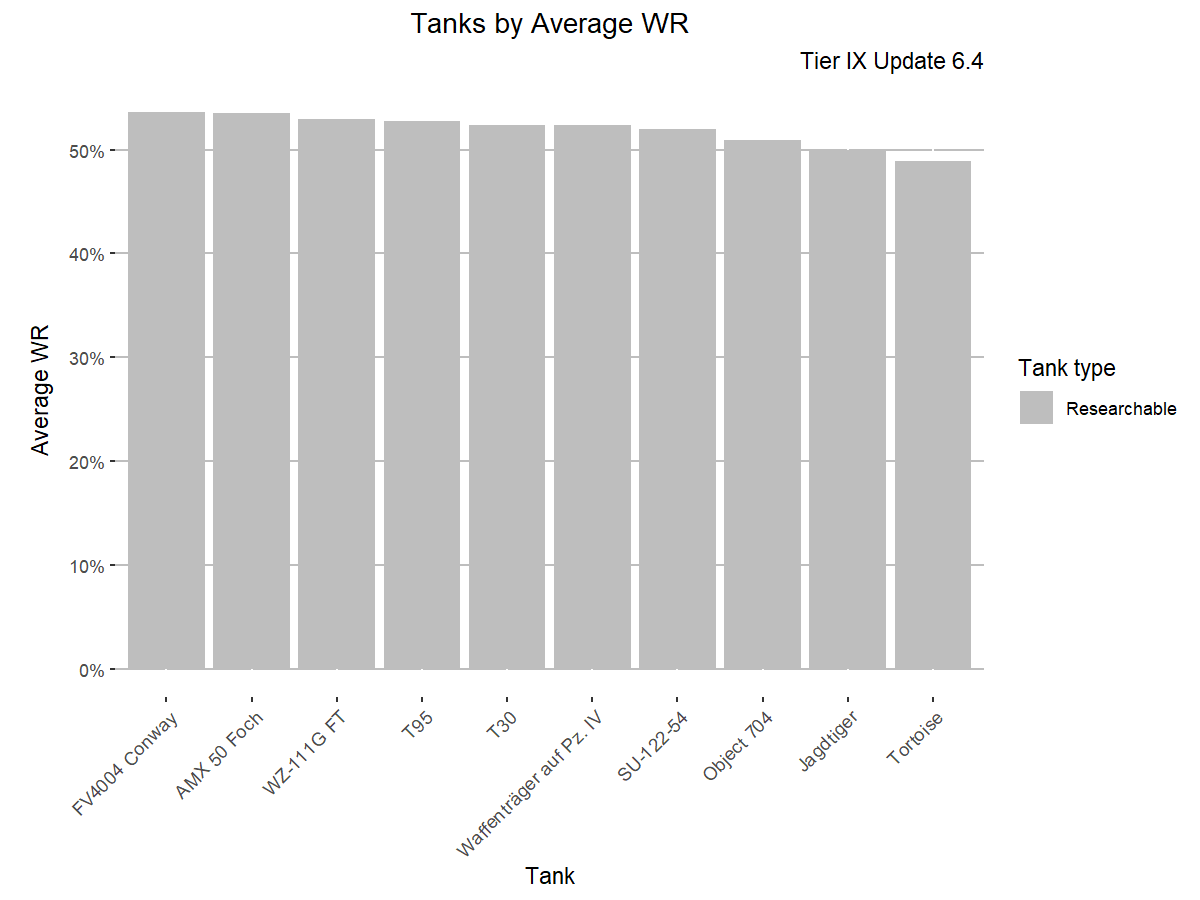 Tanks by Average WR
Tier IX Update 6.4
Average WR
50%
40%
30%
20%
10%
0%
FV4004 Conway
AMX 50 Foch
WZ-111G FT
T95
T30
Waffenträger auf Pz. IV
SU-122-54
Object 704
Jagdtiger
Tortoise
Tank
Tank type
Researchable